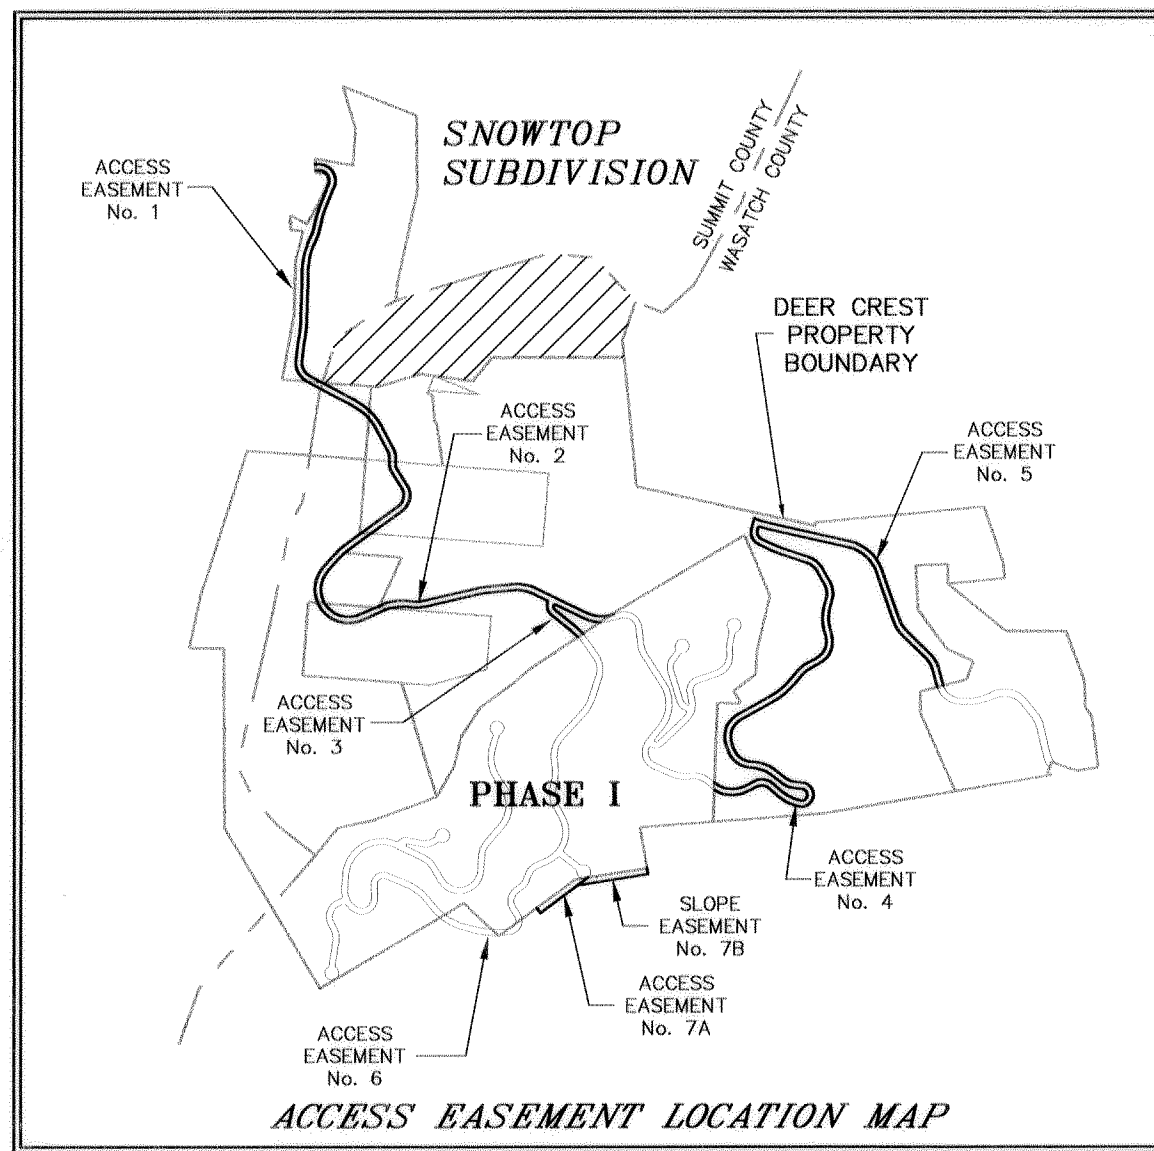 SNOWTOP
SUBDIVISION
SUMMIT COUNTY
WASATCH COUNTY
ACCESS
EASEMENT
No. 1
DEER CREST
PROPERTY
BOUNDARY
ACCESS
EASEMENT
No. 2
ACCESS
EASEMENT
No. 5
ACCESS
EASEMENT
No. 3
PHASE I
ACCESS
EASEMENT
No. 4
SLOPE
EASEMENT
No. 7B
ACCESS
EASEMENT
No. 7A
ACCESS
EASEMENT
No. 6
ACCESS EASEMENT LOCATION MAP